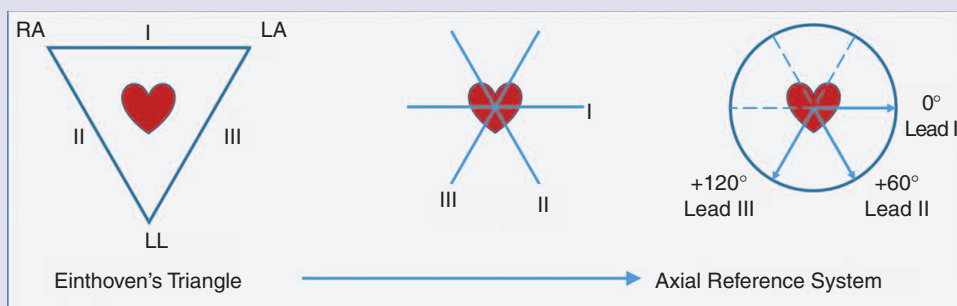 RA I LA
II III
LL
Einthoven's Triangle
I
III II
0°
Lead I
+120° +60°
Lead III Lead II
Axial Reference System